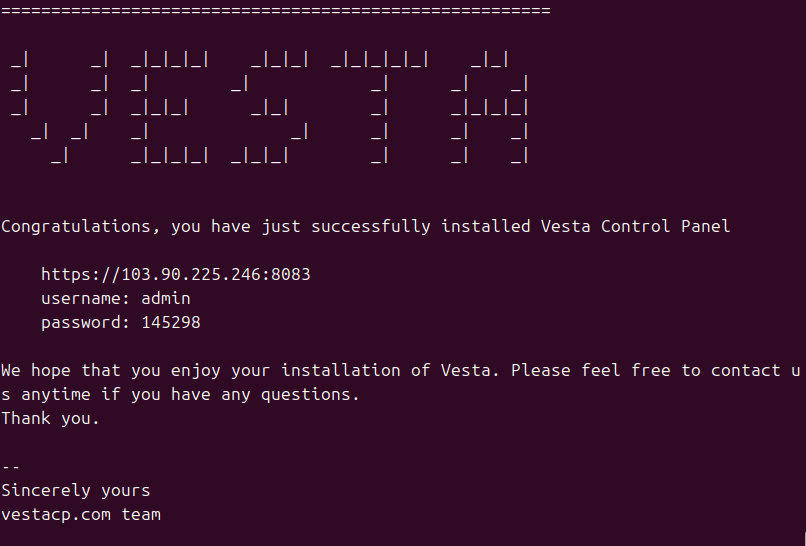 =======================================================
 _|      _|  _|_|_|_|    _|_|_|  _|_|_|_|_|    _|_|
 _|      _|  _|        _|            _|      _|    _|
 _|      _|  _|_|_|      _|_|        _|      _|_|_|_|
   _|  _|    _|              _|      _|      _|    _|
     _|      _|_|_|_|  _|_|_|        _|      _|    _|
Congratulations, you have just successfully installed Vesta Control Panel
    https://103.90.225.246:8083
    username: admin
    password: 145298
We hope that you enjoy your installation of Vesta. Please feel free to contact u
s anytime if you have any questions.
Thank you.
--
Sincerely yours
vestacp.com team